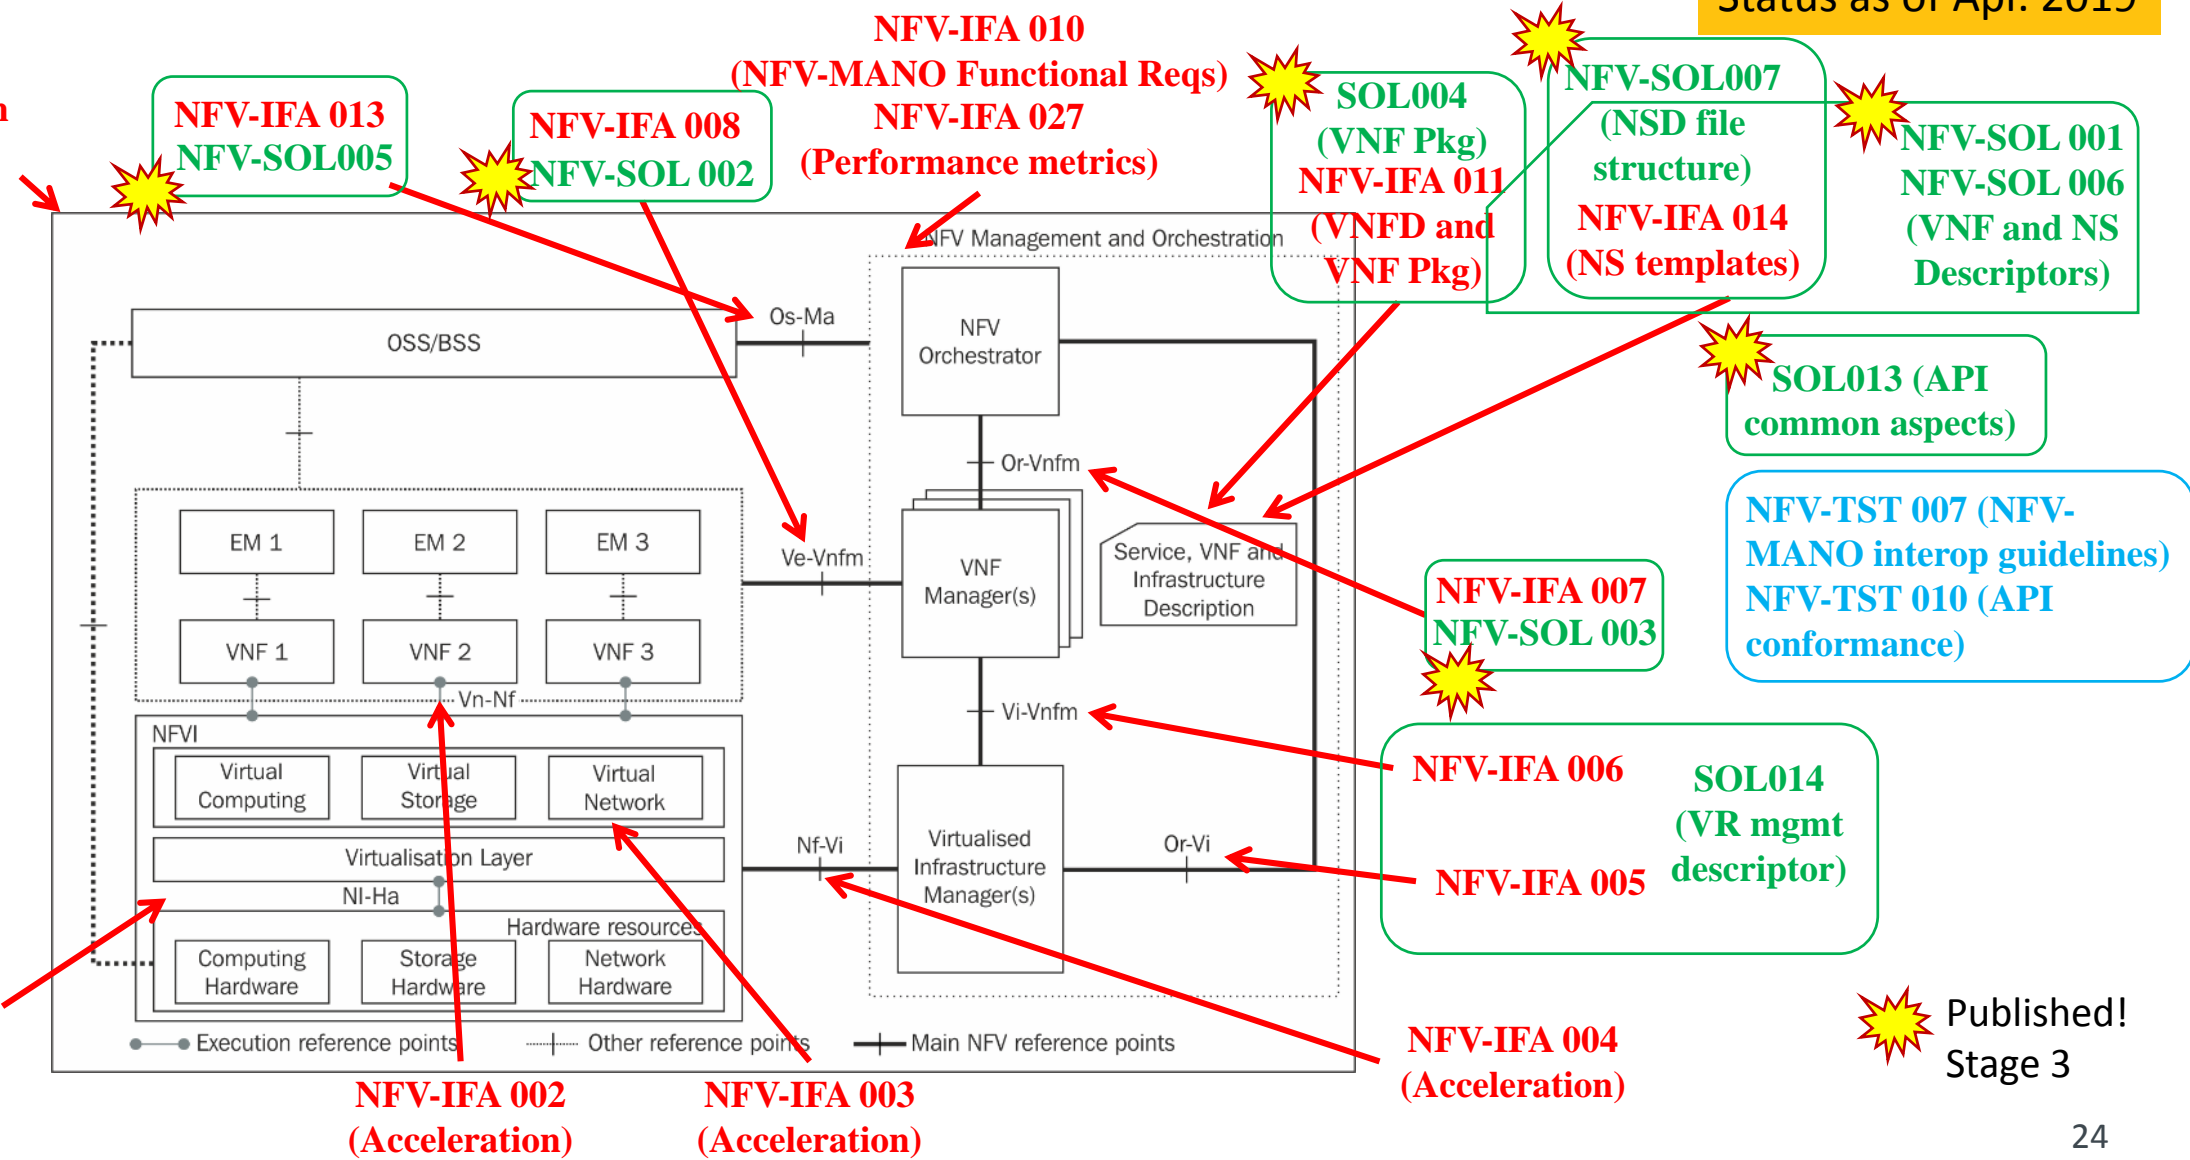 Status as of Apr. 2019
NFV-IFA 010
(NFV-MANO Functional Reqs)
NFV-IFA 027
(Performance metrics)
NFV-IFA 013
NFV-SOL005
NFV-IFA 008
NFV-SOL 002
SOL004
(VNF Pkg)
NFV-IFA 011
(VNFD and
VNF Pkg)
NFV-SOL007
(NSD file
structure)
NFV-IFA 014
(NS templates)
NFV-SOL 001
NFV-SOL 006
(VNF and NS
Descriptors)
SOL013 (API
common aspects)
NFV-TST 007 (NFV-
MANO interop guidelines)
NFV-TST 010 (API
conformance)
NFV Management and Orchestration
OSS/BSS
Os-Ma
NFV
Orchestrator
Or-Vnfm
EM 1
EM 2
EM 3
Ve-Vnfm
VNF
Manager(s)
Service, VNF and
Infrastructure
Description
NFV-IFA 007
NFV-SOL 003
VNF 1
VNF 2
VNF 3
Vn-Nf
Vi-Vnfm
NFVI
Virtual
Computing
Virtual
Storage
Virtual
Network
Virtualisation Layer
Nf-Vi
Virtualised
Infrastructure
Manager(s)
Or-Vi
NFV-IFA 006
NFV-IFA 005
SOL014
(VR mgmt
descriptor)
NI-Ha
Hardware resources
Computing
Hardware
Storage
Hardware
Network
Hardware
Execution reference points
Other reference points
Main NFV reference points
NFV-IFA 002
(Acceleration)
NFV-IFA 003
(Acceleration)
NFV-IFA 004
(Acceleration)
Published!
Stage 3
24